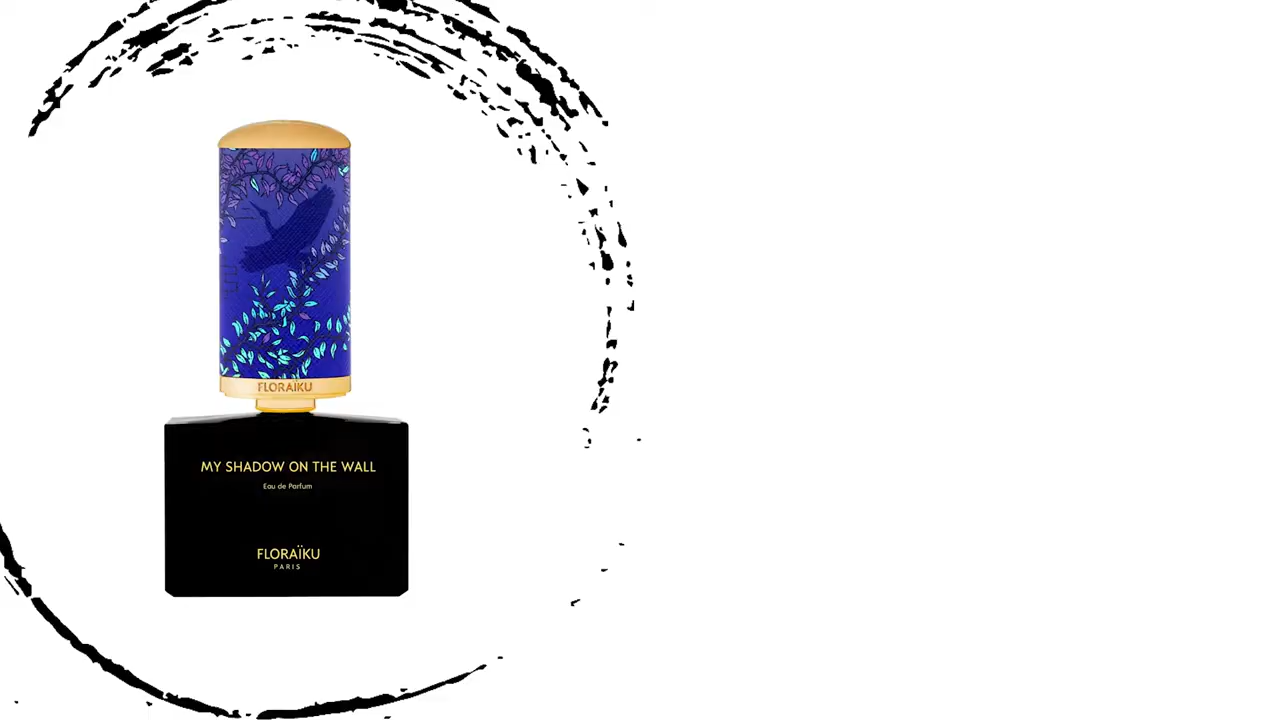 FLORAÏKU
MY SHADOW ON THE WALL
Eau de Parfum
FLORAÏKU
PARIS